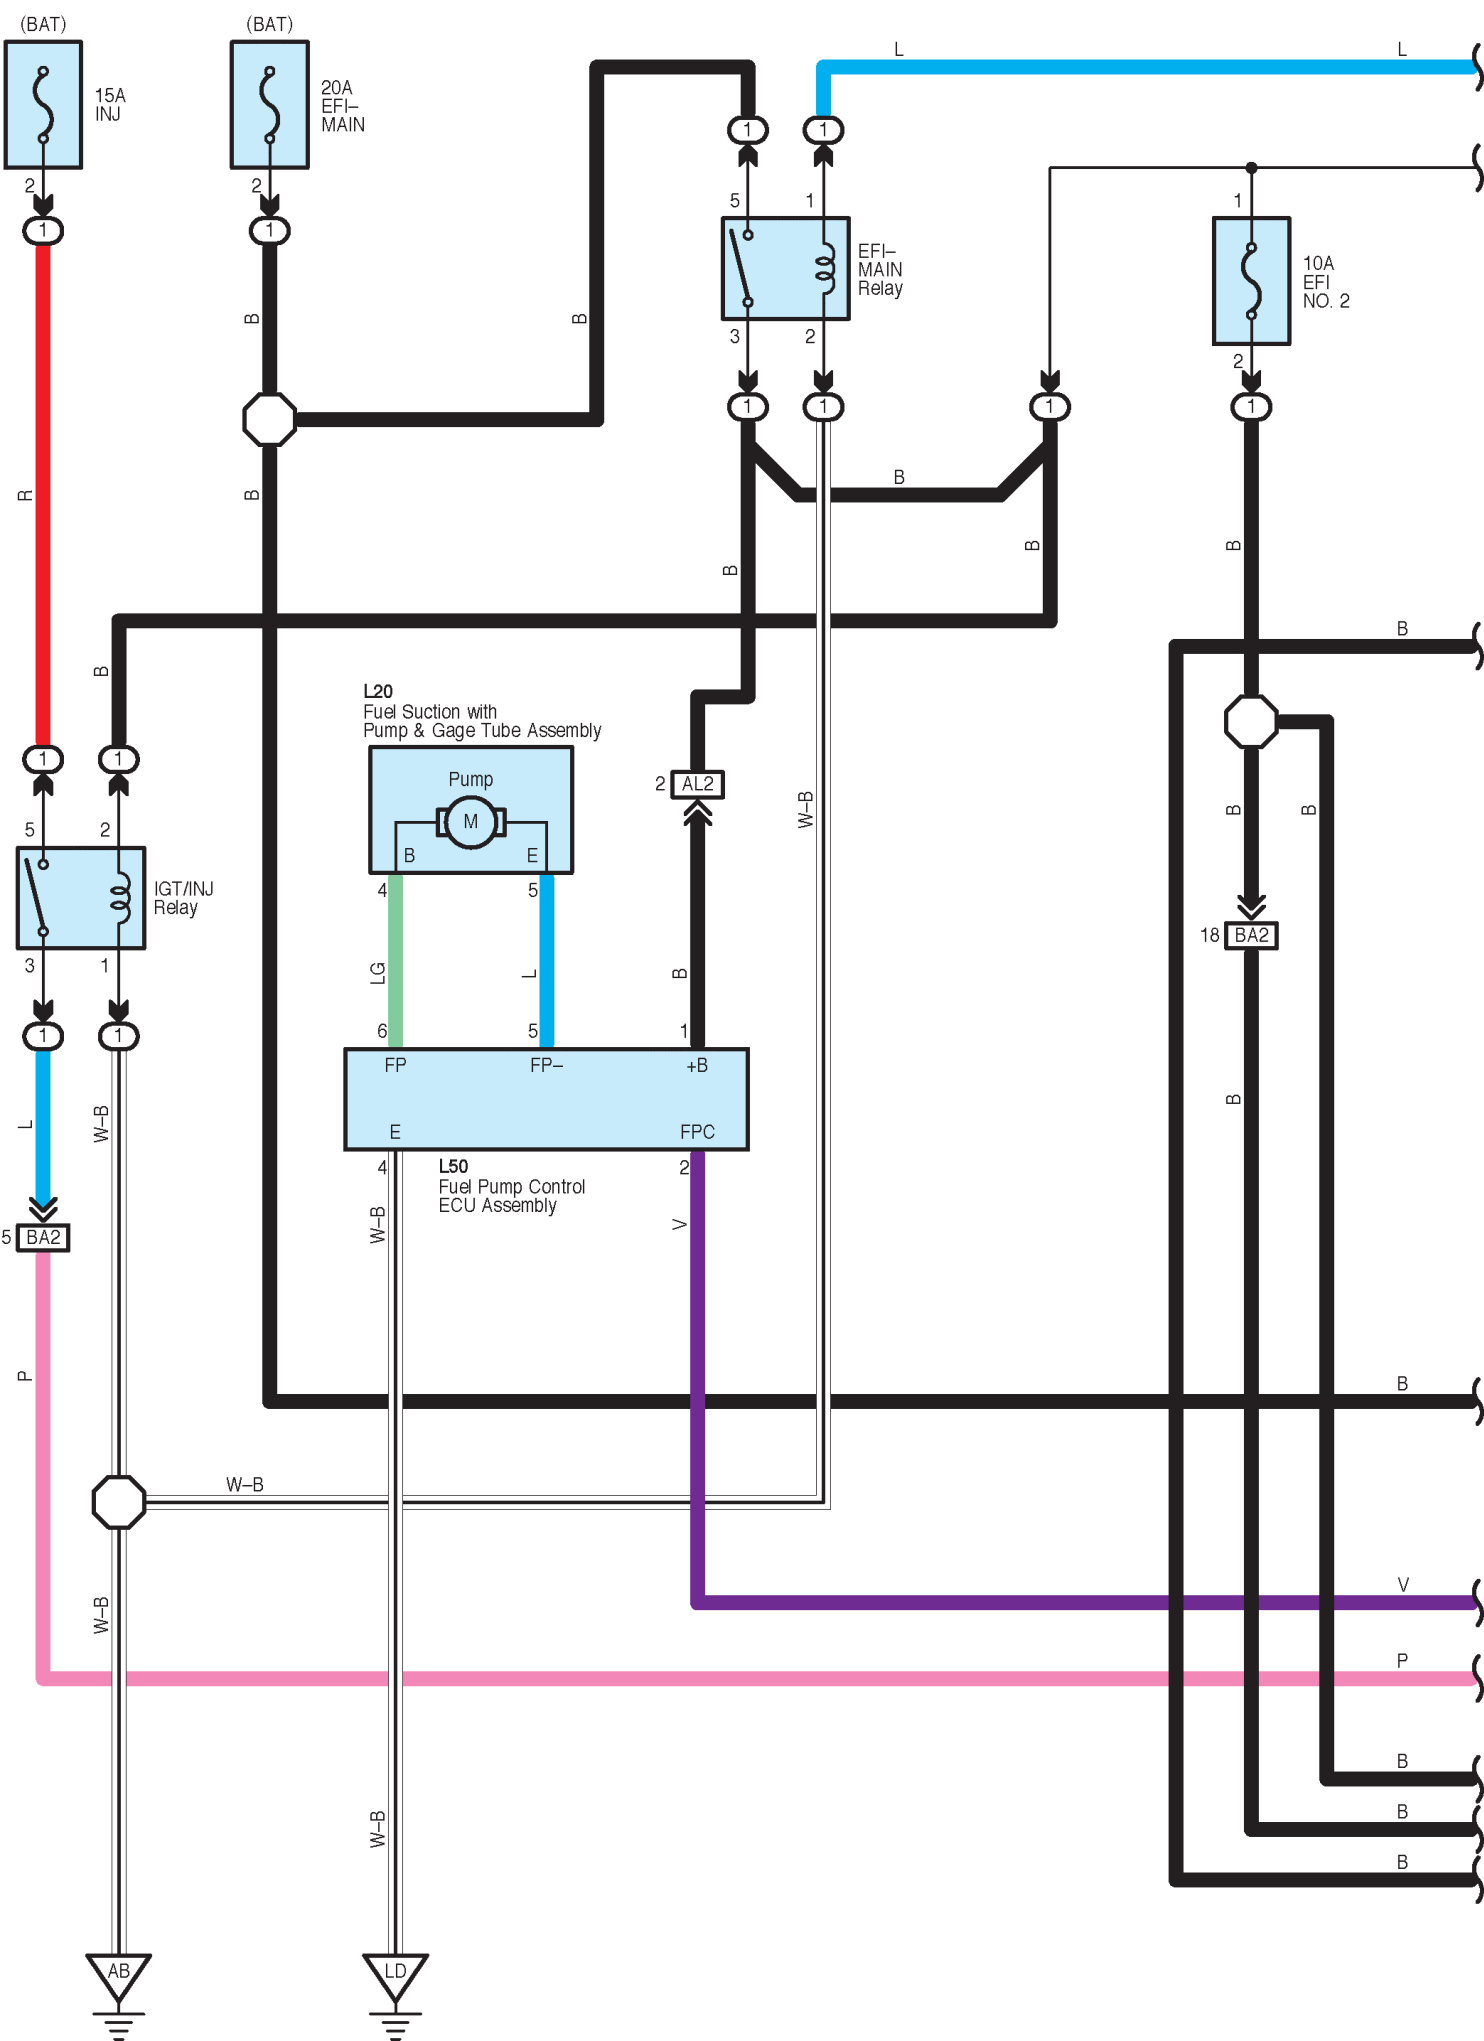 (BAT)
(BAT)
L
L
15A
INJ
20A
EFI–
MAIN
1
1
2
2
5
1
1
1
1
EFI–
MAIN
Relay
10A
EFI
NO. 2
B
B
3
2
2
1
1
1
1
R
B
B
B
B
B
B
B
B
L20
Fuel Suction with
Pump & Gage Tube Assembly
1
1
Pump
M
B
E
2
AL2
W–B
B
B
5
2
4
5
IGT/INJ
Relay
18
BA2
3
1
LG
L
B
1
1
6
5
1
FP
FP–
+B
E
FPC
L
W–B
B
4
L50
Fuel Pump Control
ECU Assembly
2
W–B
V
5
BA2
P
B
W–B
W–B
V
P
B
B
W–B
B
AB
LD